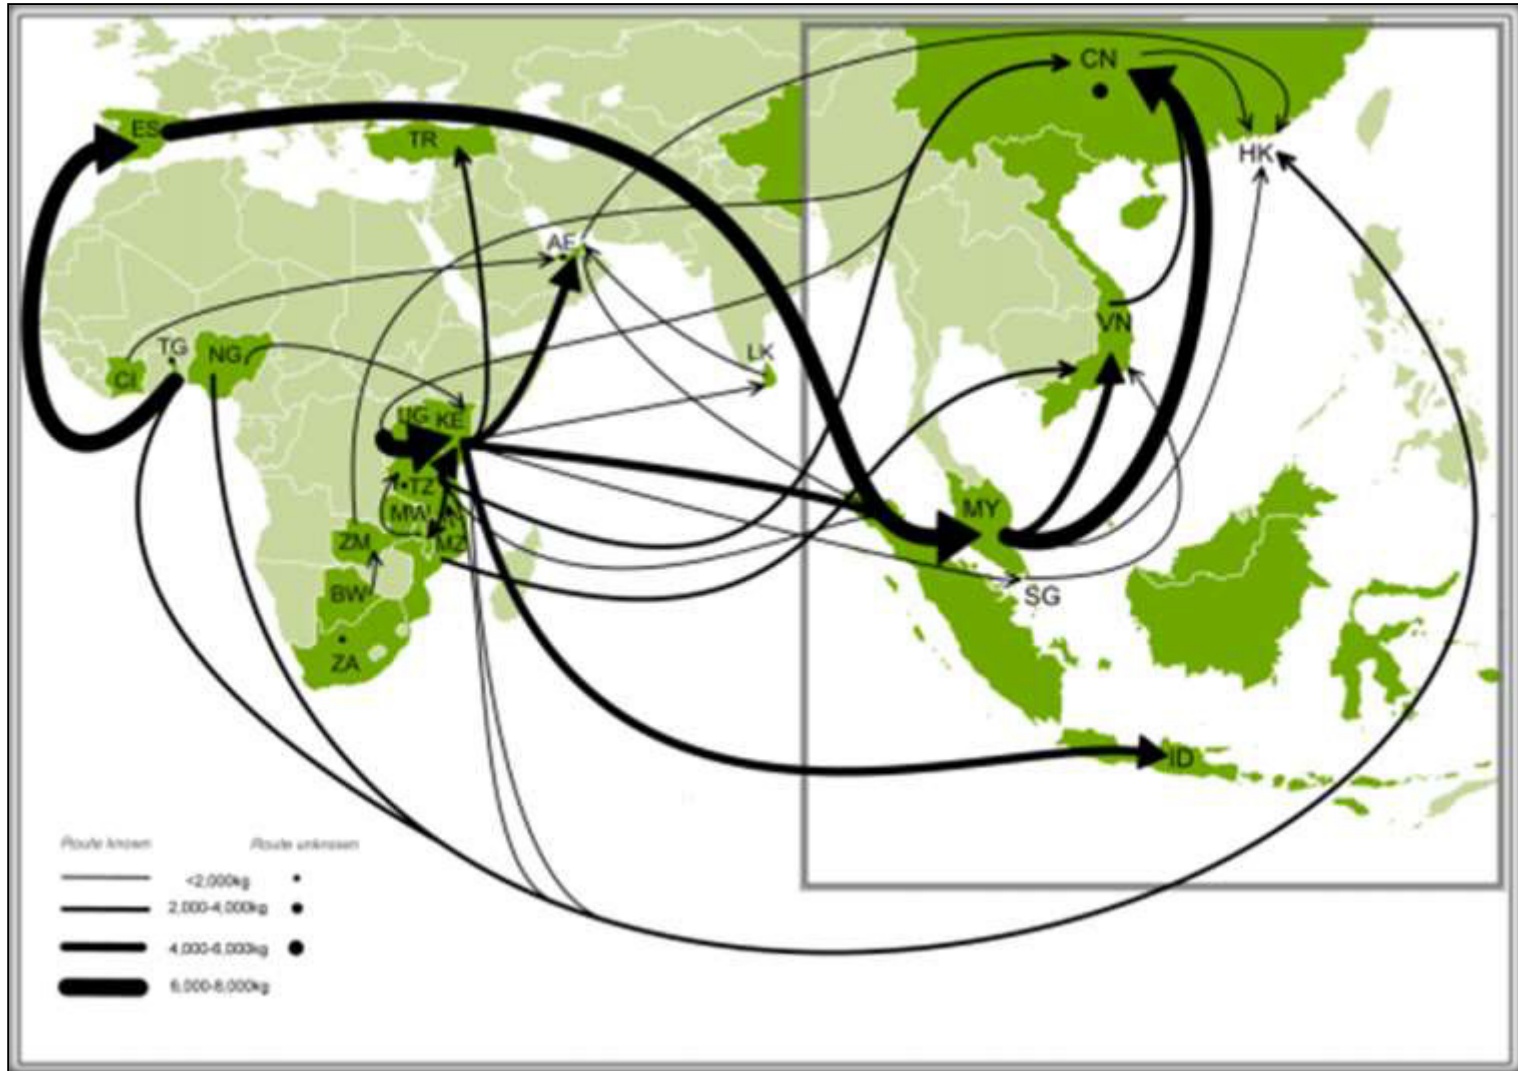 CN
ES
TR
HK
AE
VN
LK
TG
NG
CI
UG KE
TZ
MY
MW
ZM
MZ
BW
SG
ZA
ID
Route known Route unknown
<2,000kg
2,000-4,000kg
4,000-6,000kg
6,000-8,000kg